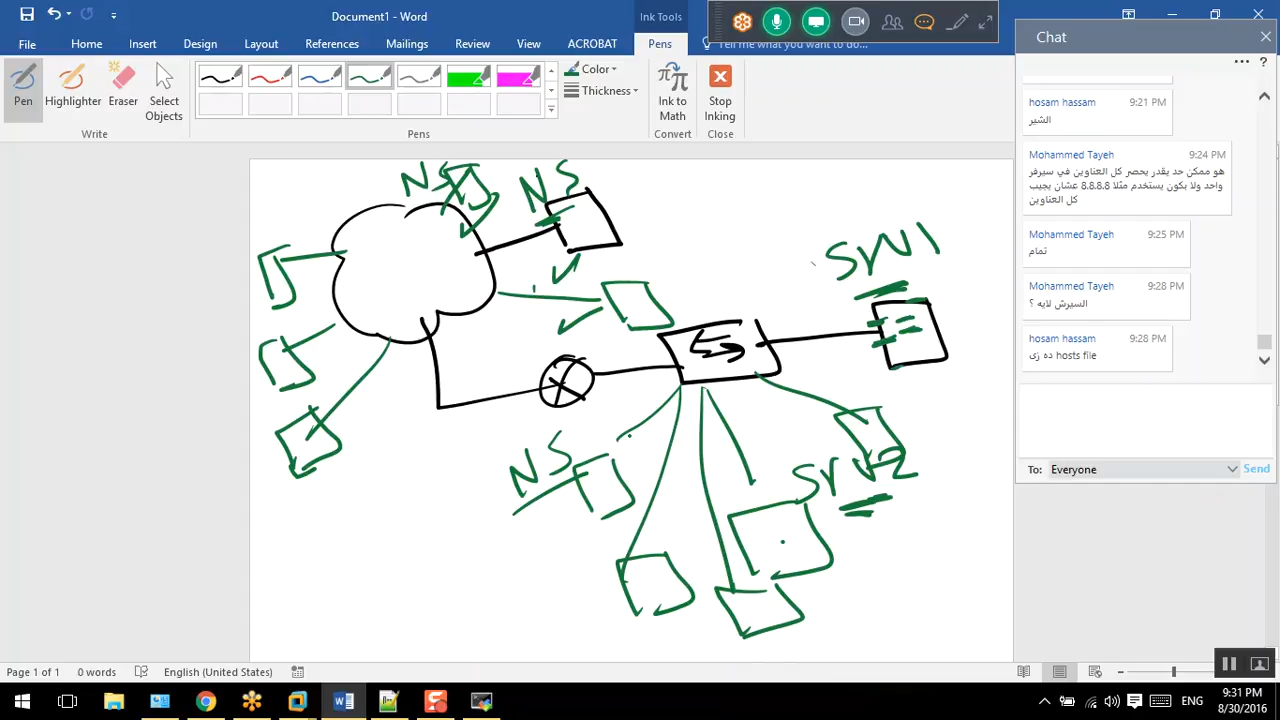 Document1 - Word
Ink Tools
File
Home
Insert
Design
Layout
References
Mailings
Review
View
ACROBAT
Pens
Tell me what you want to do...
Pen
Highlighter
Eraser
Select Objects
Color
Thickness
Ink to Math
Stop Inking
Write
Pens
Convert
Close
Chat
hosam hassam 9:21 PM
الشير
Mohammed Tayeh 9:24 PM
هو ممكن حد يقدر يحصر كل العناوين في سيرفر
واحد ولا يكون يستخدم مثلا 8.8.8.8 عشان يجيب
كل العناوين
Mohammed Tayeh 9:25 PM
تمام
Mohammed Tayeh 9:28 PM
السيرش لايه ؟
hosam hassam 9:28 PM
ده زى hosts file
To: Everyone
Send
NS
NS
SrV1
NS
SrV2
Page 1 of 1
0 words
English (United States)
ENG
9:31 PM
8/30/2016